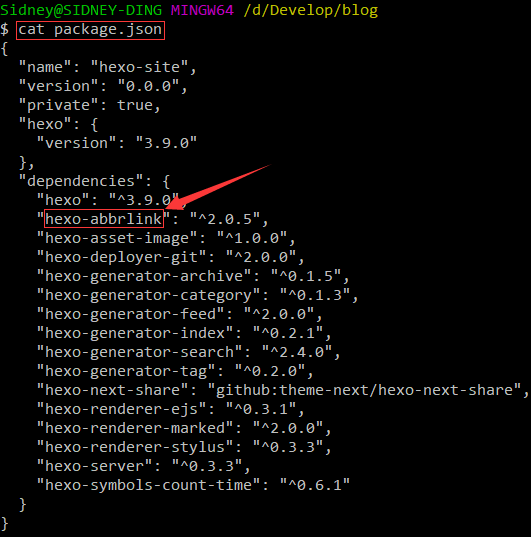 Sidney@SIDNEY-DING MINGW64 /d/Develop/blog
$ cat package.json
{
  "name": "hexo-site",
  "version": "0.0.0",
  "private": true,
  "hexo": {
    "version": "3.9.0"
  },
  "dependencies": {
    "hexo": "^3.9.0",
    "hexo-abbrlink": "^2.0.5",
    "hexo-asset-image": "^1.0.0",
    "hexo-deployer-git": "^2.0.0",
    "hexo-generator-archive": "^0.1.5",
    "hexo-generator-category": "^0.1.3",
    "hexo-generator-feed": "^2.0.0",
    "hexo-generator-index": "^0.2.1",
    "hexo-generator-search": "^2.4.0",
    "hexo-generator-tag": "^0.2.0",
    "hexo-next-share": "github:theme-next/hexo-next-share",
    "hexo-renderer-ejs": "^0.3.1",
    "hexo-renderer-marked": "^2.0.0",
    "hexo-renderer-stylus": "^0.3.3",
    "hexo-server": "^0.3.3",
    "hexo-symbols-count-time": "^0.6.1"
  }
}